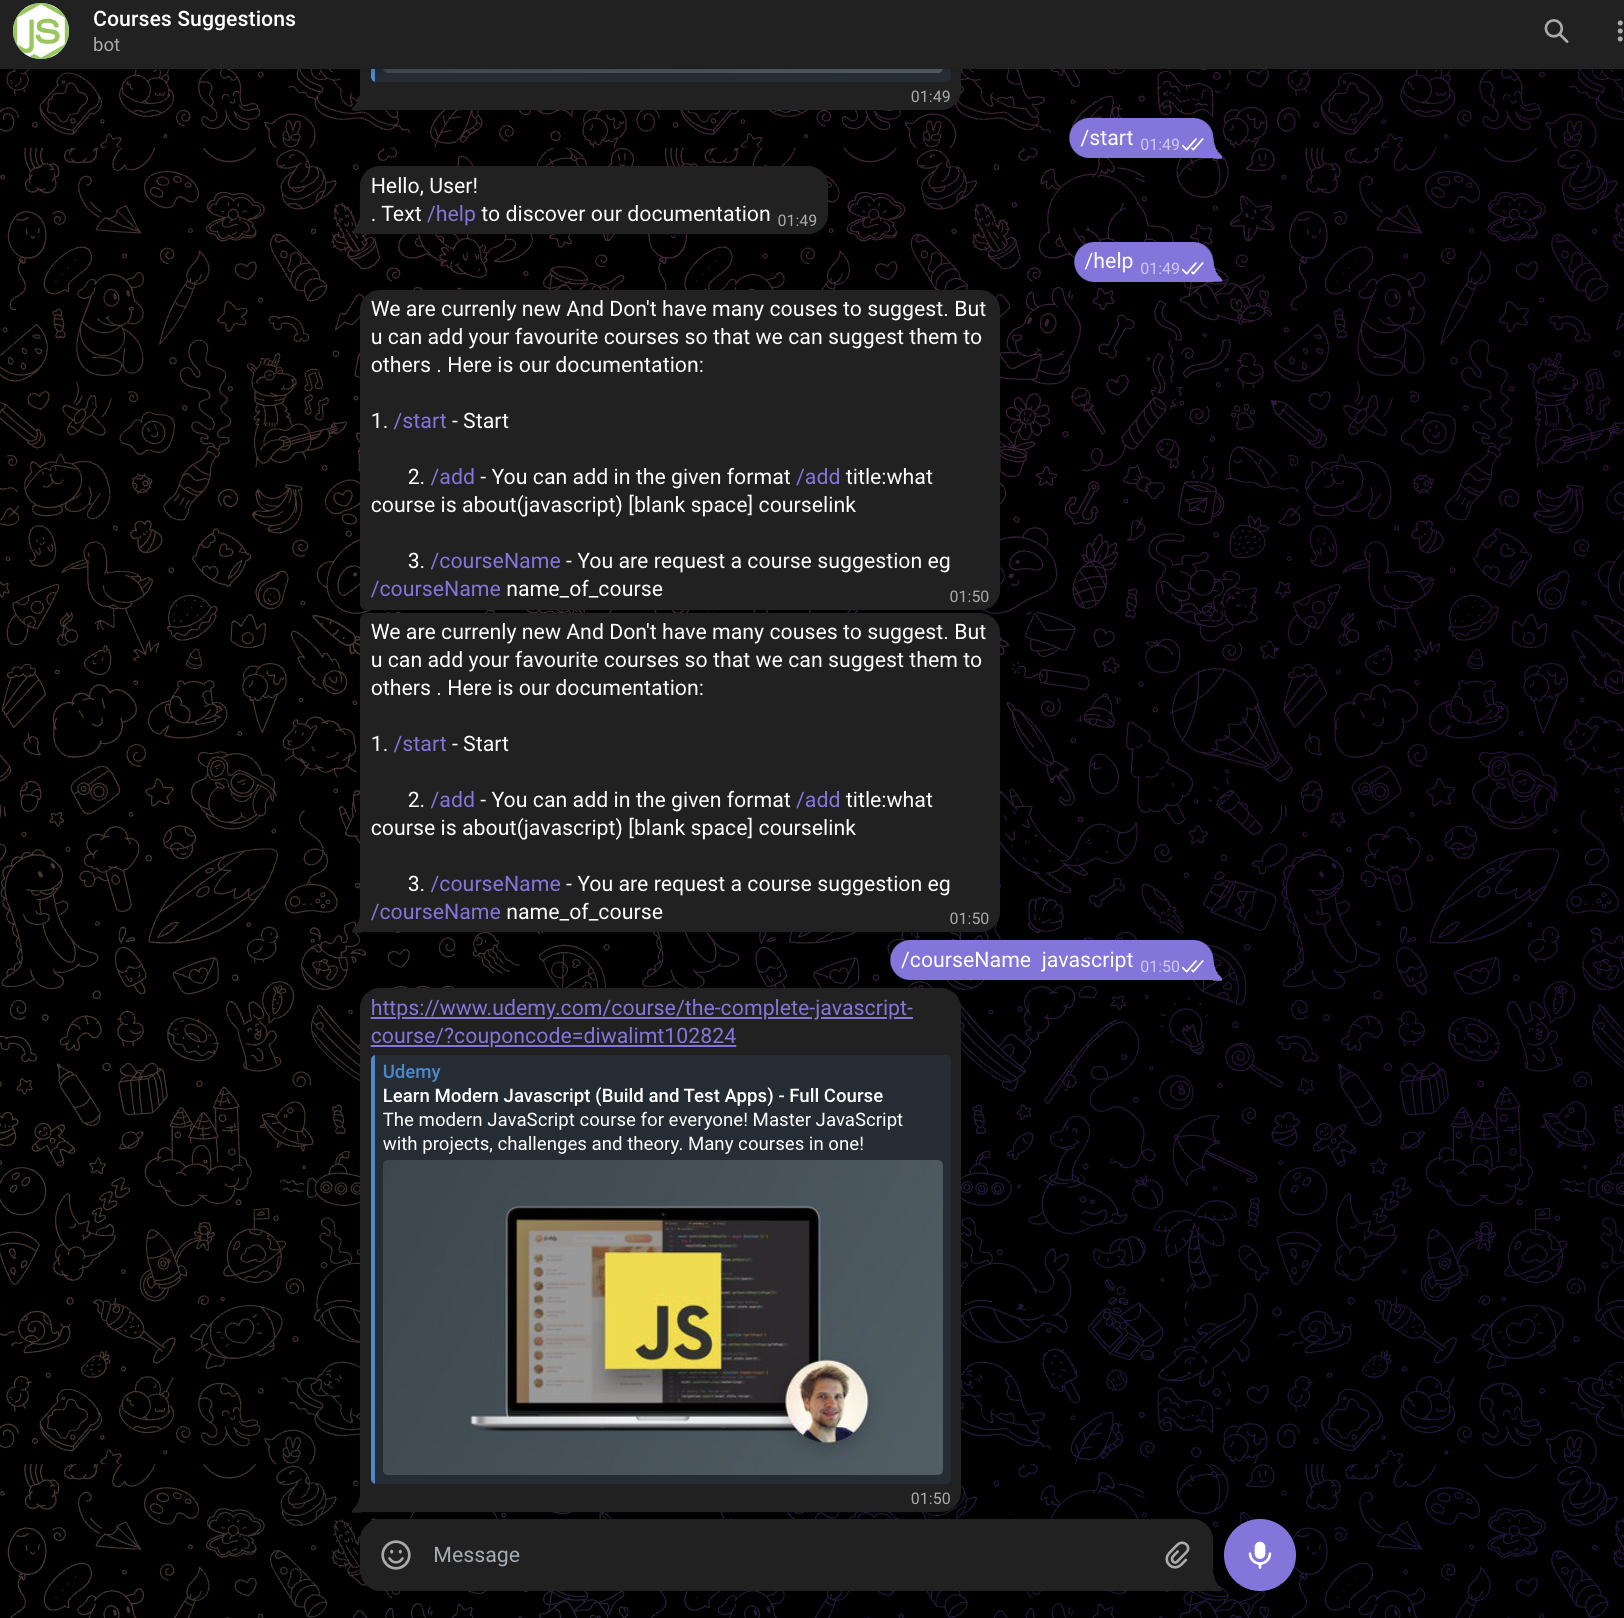 Courses Suggestions
bot
01:49
/start 01:49
Hello, User!
. Text /help to discover our documentation 01:49
/help 01:49
We are currenly new And Don't have many couses to suggest. But
u can add your favourite courses so that we can suggest them to
others . Here is our documentation:
1. /start - Start
2. /add - You can add in the given format /add title:what
course is about(javascript) [blank space] courselink
3. /courseName - You are request a course suggestion eg
/courseName name_of_course
01:50
We are currenly new And Don't have many couses to suggest. But
u can add your favourite courses so that we can suggest them to
others . Here is our documentation:
1. /start - Start
2. /add - You can add in the given format /add title:what
course is about(javascript) [blank space] courselink
3. /courseName - You are request a course suggestion eg
/courseName name_of_course
01:50
/courseName  javascript 01:50
https://www.udemy.com/course/the-complete-javascript-
course/?couponcode=diwalimt102824
Udemy
Learn Modern Javascript (Build and Test Apps) - Full Course
The modern JavaScript course for everyone! Master JavaScript
with projects, challenges and theory. Many courses in one!
JS
01:50
Message